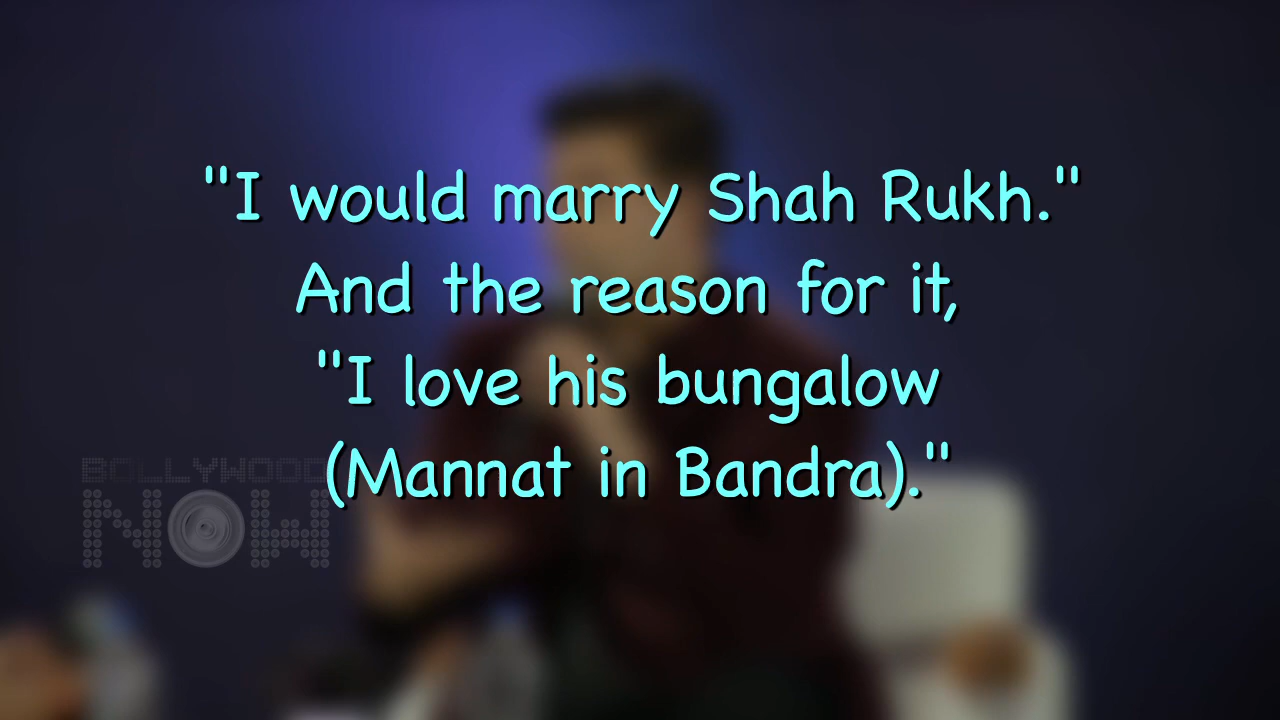 "I would marry Shah Rukh."
And the reason for it,
"I love his bungalow
(Mannat in Bandra)."
BOLLYWOOD
NOW